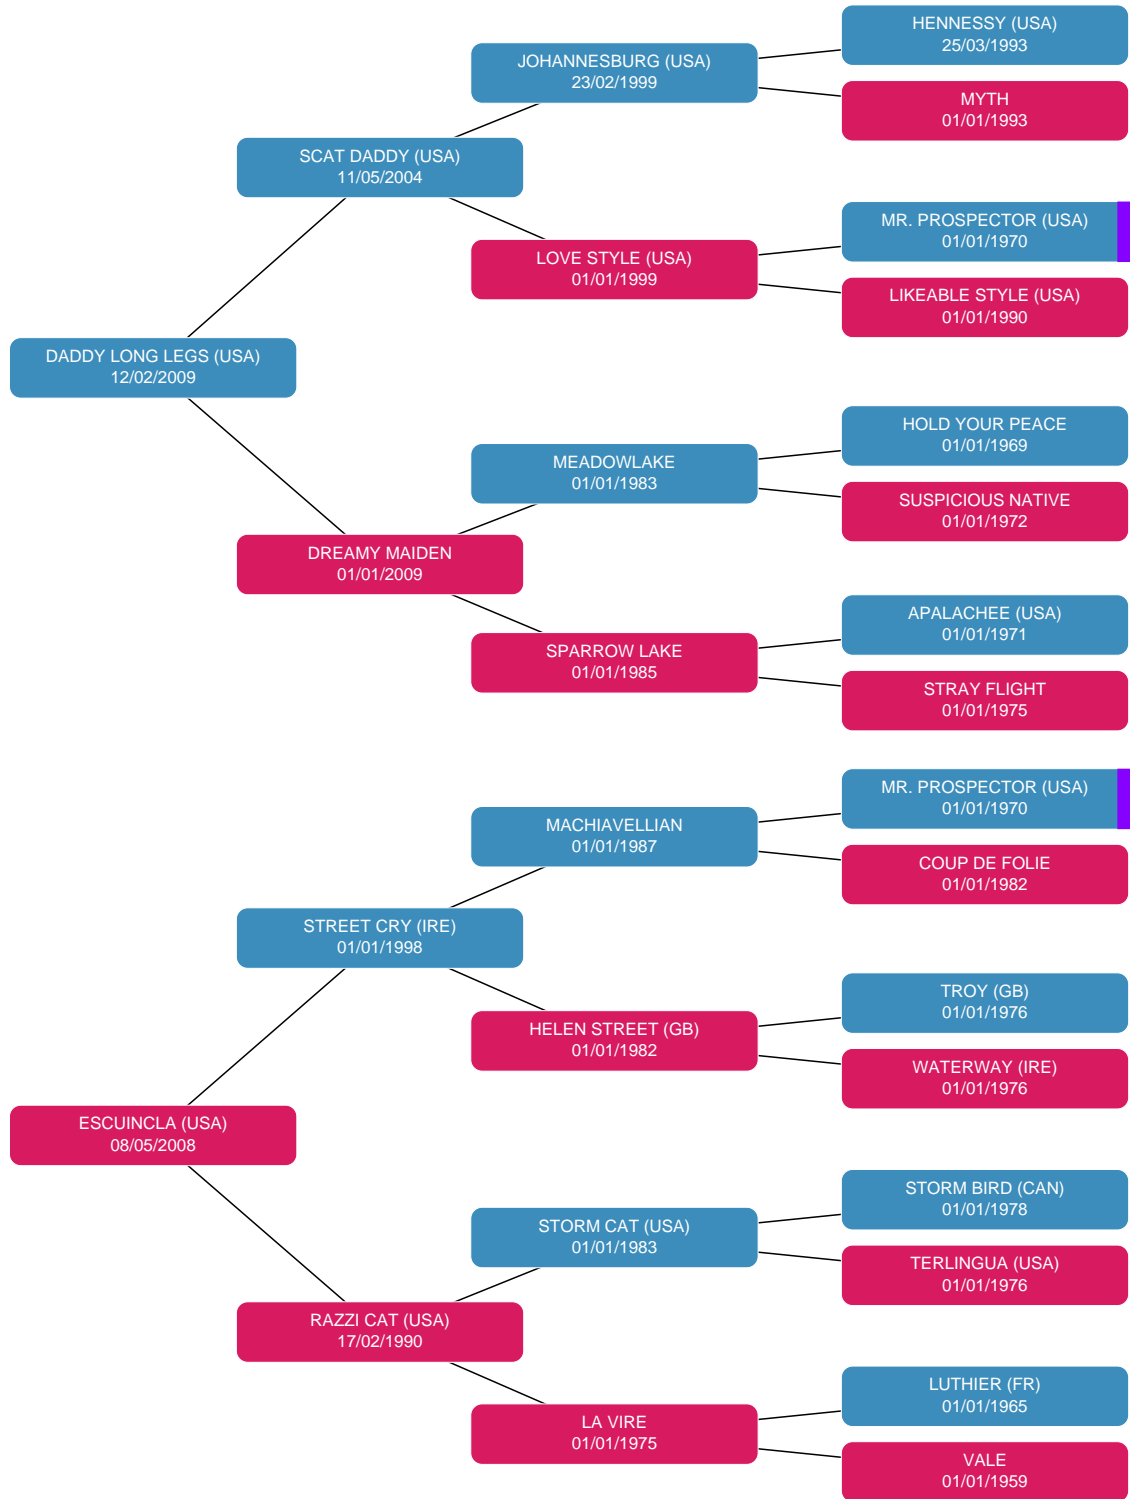 HENNESSY (USA)
25/03/1993
JOHANNESBURG (USA)
23/02/1999
MYTH
01/01/1993
SCAT DADDY (USA)
11/05/2004
MR. PROSPECTOR (USA)
01/01/1970
LOVE STYLE (USA)
01/01/1999
LIKEABLE STYLE (USA)
01/01/1990
DADDY LONG LEGS (USA)
12/02/2009
HOLD YOUR PEACE
01/01/1969
MEADOWLAKE
01/01/1983
SUSPICIOUS NATIVE
01/01/1972
DREAMY MAIDEN
01/01/2009
APALACHEE (USA)
01/01/1971
SPARROW LAKE
01/01/1985
STRAY FLIGHT
01/01/1975
MR. PROSPECTOR (USA)
01/01/1970
MACHIAVELLIAN
01/01/1987
COUP DE FOLIE
01/01/1982
STREET CRY (IRE)
01/01/1998
TROY (GB)
01/01/1976
HELEN STREET (GB)
01/01/1982
WATERWAY (IRE)
01/01/1976
ESCUINCLA (USA)
08/05/2008
STORM BIRD (CAN)
01/01/1978
STORM CAT (USA)
01/01/1983
TERLINGUA (USA)
01/01/1976
RAZZI CAT (USA)
17/02/1990
LUTHIER (FR)
01/01/1965
LA VIRE
01/01/1975
VALE
01/01/1959